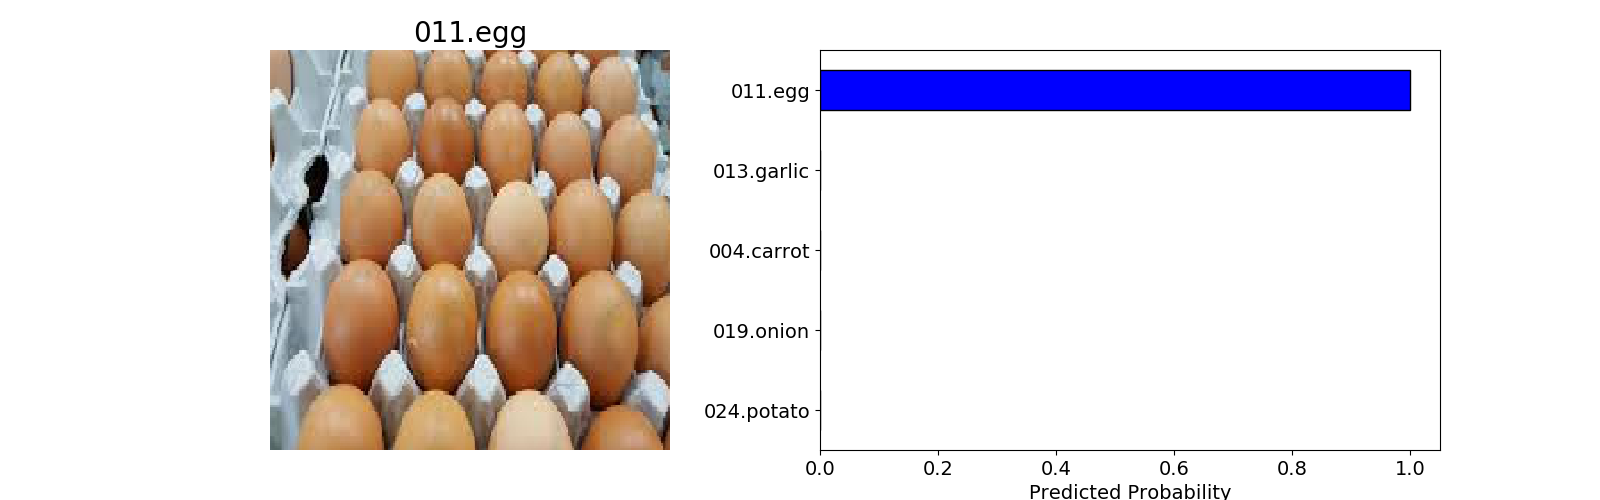 011.egg
011.egg
013.garlic
004.carrot
019.onion
024.potato
0.0 0.2 0.4 0.6 0.8 1.0
Predicted Probability